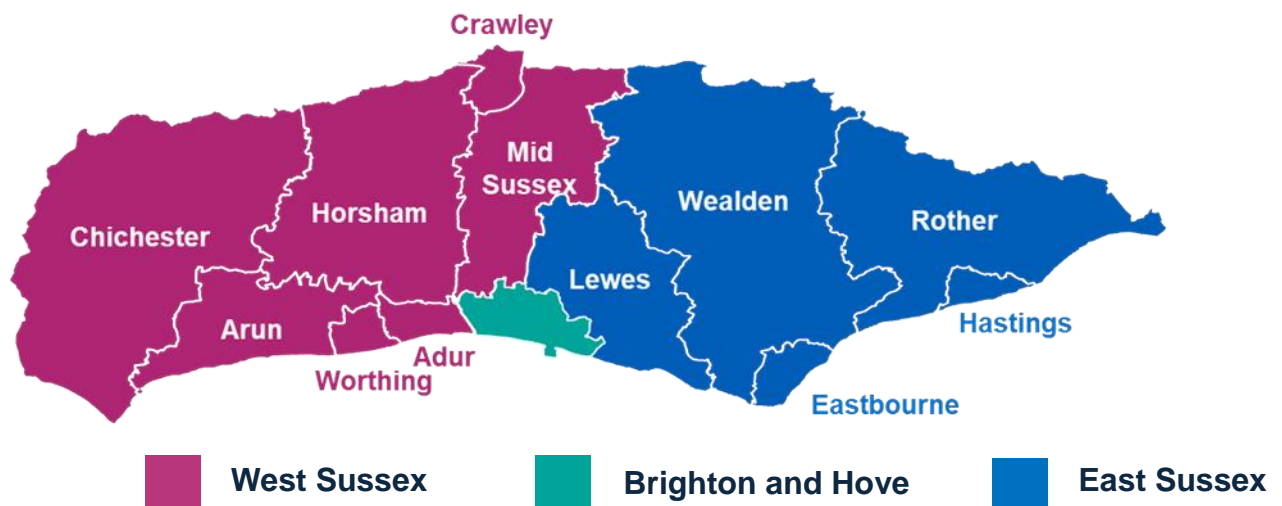 Crawley
Mid
Sussex
Wealden
Horsham
Rother
Chichester
Lewes
Arun
Hastings
Adur
Worthing
Eastbourne
West Sussex
Brighton and Hove
East Sussex